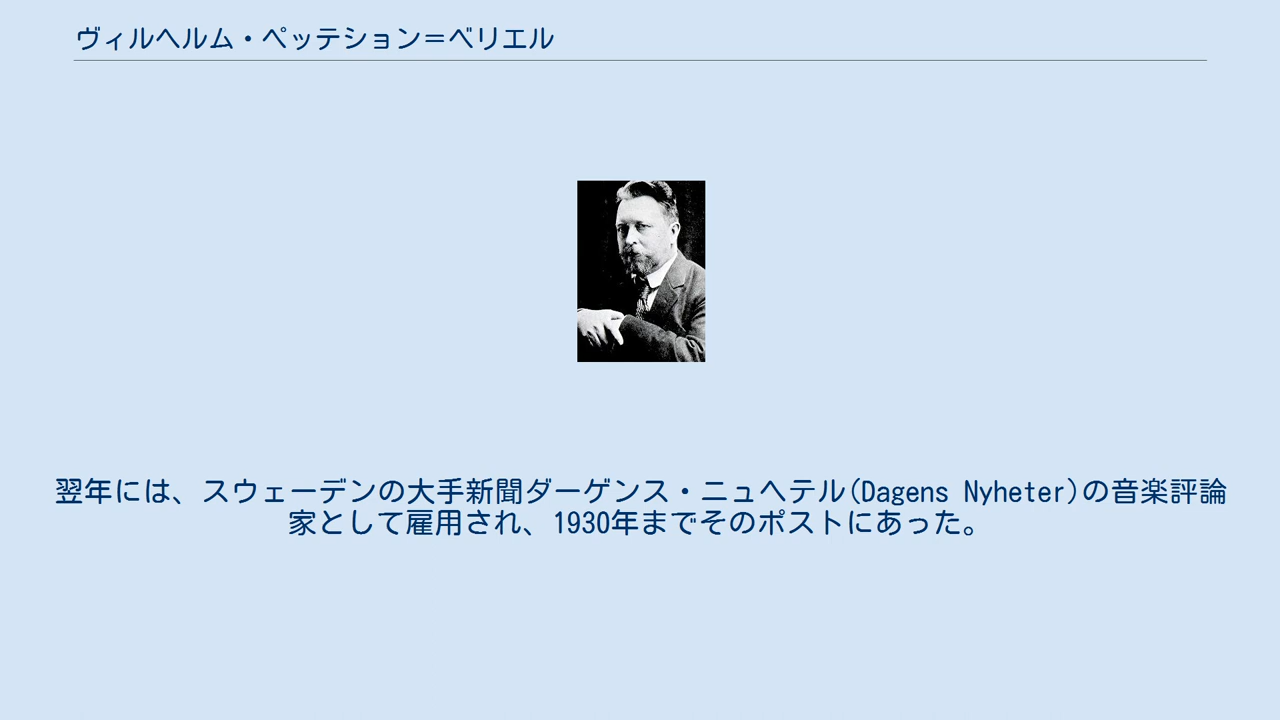 ヴィルヘルム・ペッテション＝ベリエル
翌年には、スウェーデンの大手新聞ダーゲンス・ニュヘテル(Dagens Nyheter)の音楽評論
家として雇用され、1930年までそのポストにあった。